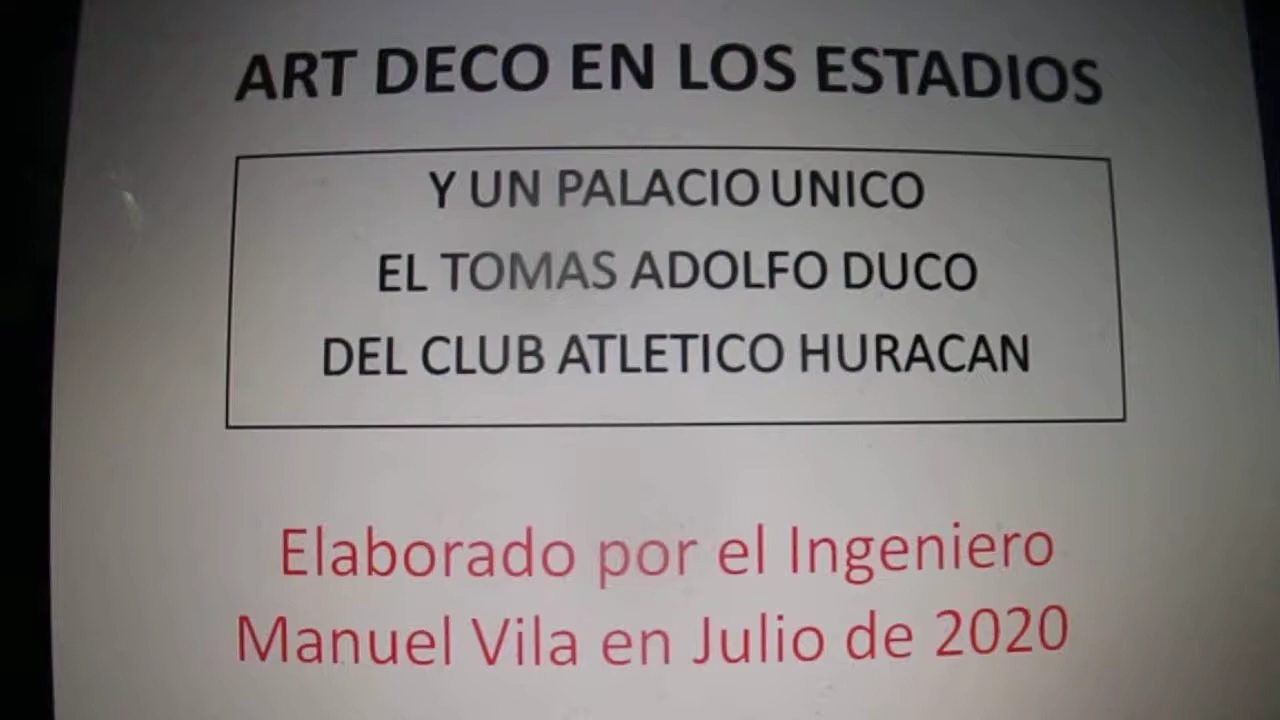 ART DECO EN LOS ESTADIOS
Y UN PALACIO UNICO
EL TOMAS ADOLFO DUCO
DEL CLUB ATLETICO HURACAN
Elaborado por el Ingeniero
Manuel Vila en Julio de 2020